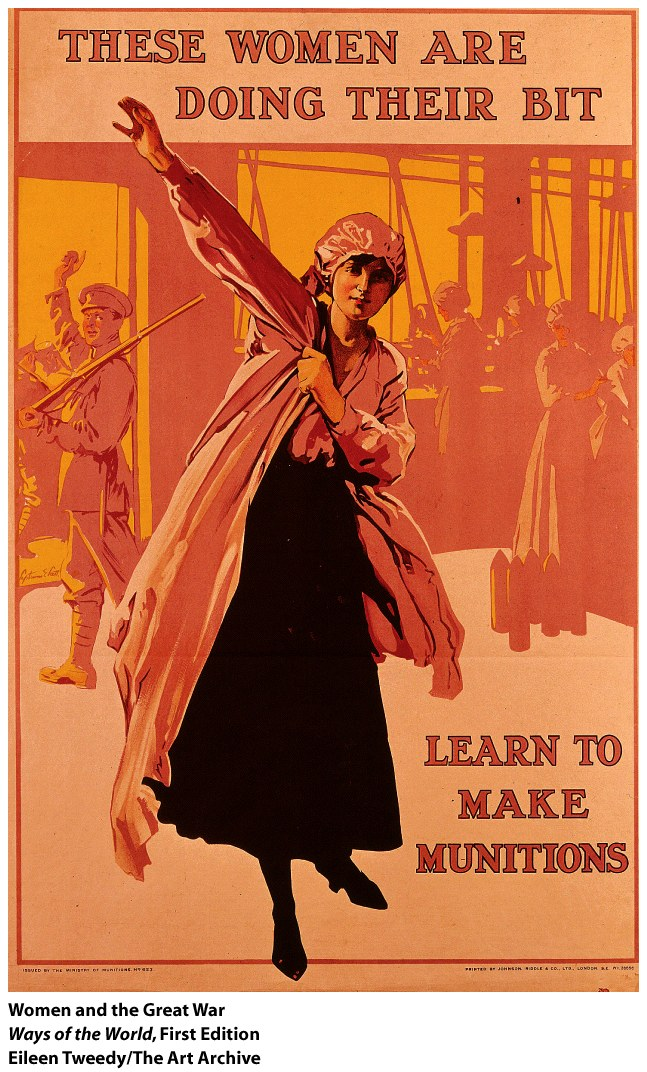 THESE WOMEN ARE
DOING THEIR BIT
LEARN TO
MAKE
MUNITIONS
ISSUED BY THE MINISTRY OF MUNITIONS.
PRINTED BY JOHNSON, RIDDLE & CO., LTD., LONDON, S.E.
Women and the Great War
Ways of the World, First Edition
Eileen Tweedy/The Art Archive